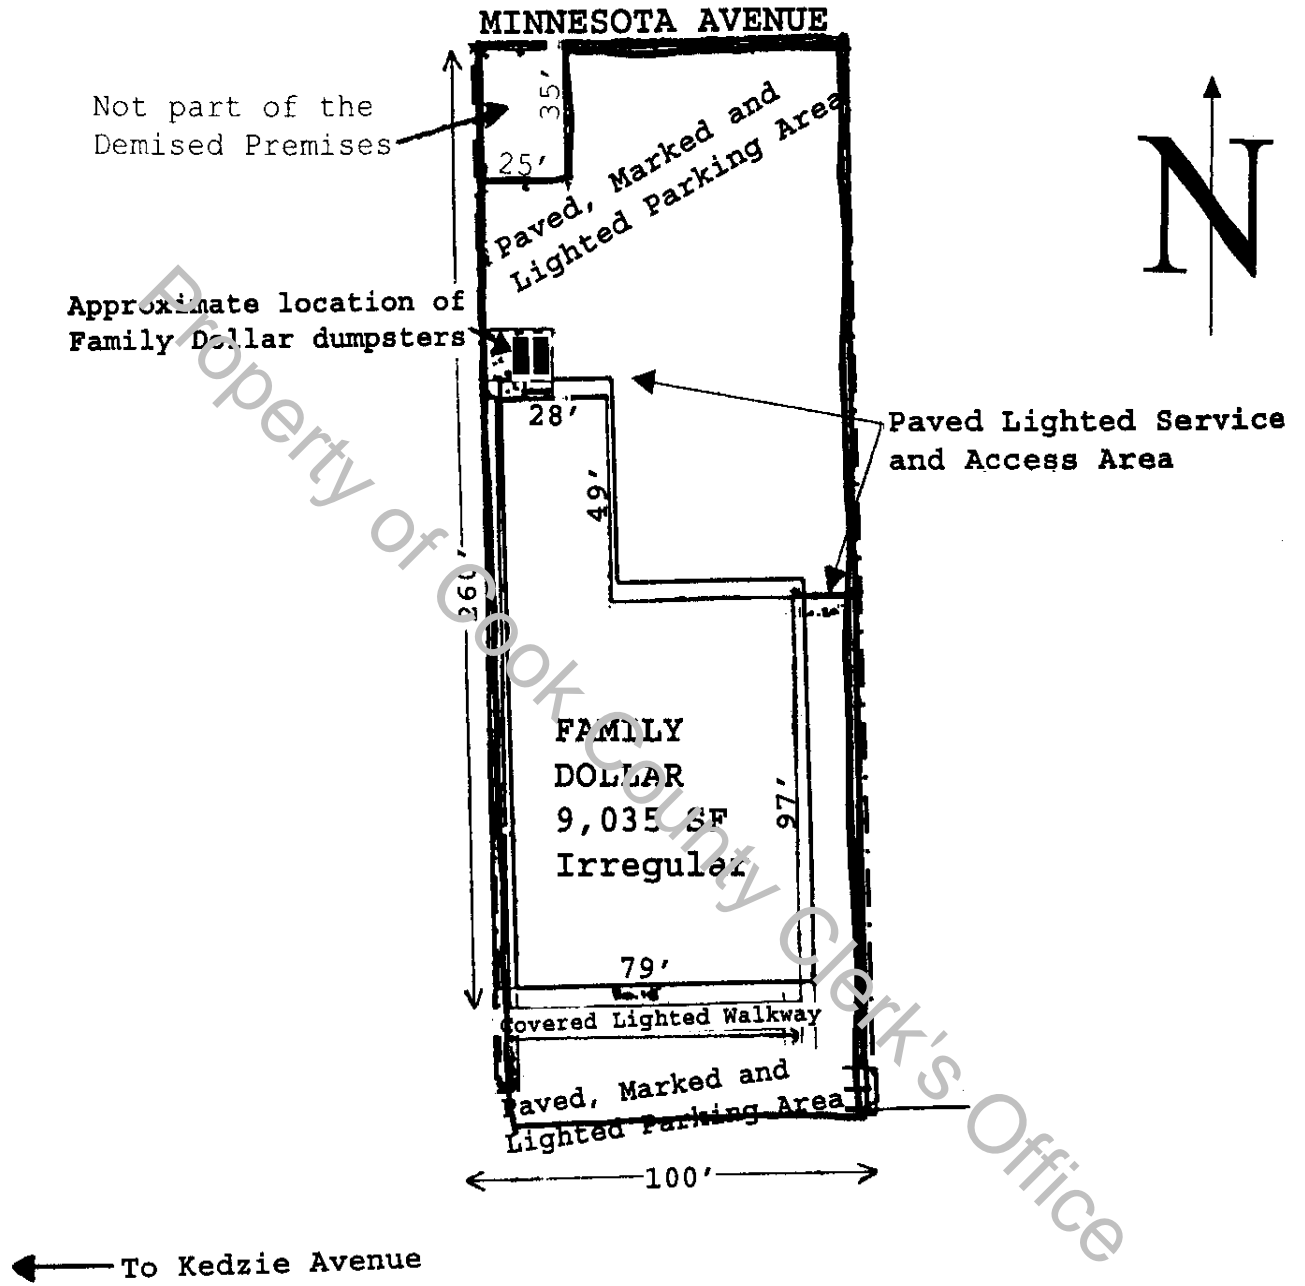 MINNESOTA AVENUE
Not part of the
Demised Premises
35'
25'
Paved, Marked and
Lighted Parking Area
N
Approximate location of
Family Dollar dumpsters
28'
Paved Lighted Service
and Access Area
49'
260'
FAMILY
DOLLAR
9,035 SF
Irregular
97'
79'
Covered Lighted Walkway
Paved, Marked and
Lighted Parking Area
100'
To Kedzie Avenue
Property of Cook County Clerk's Office